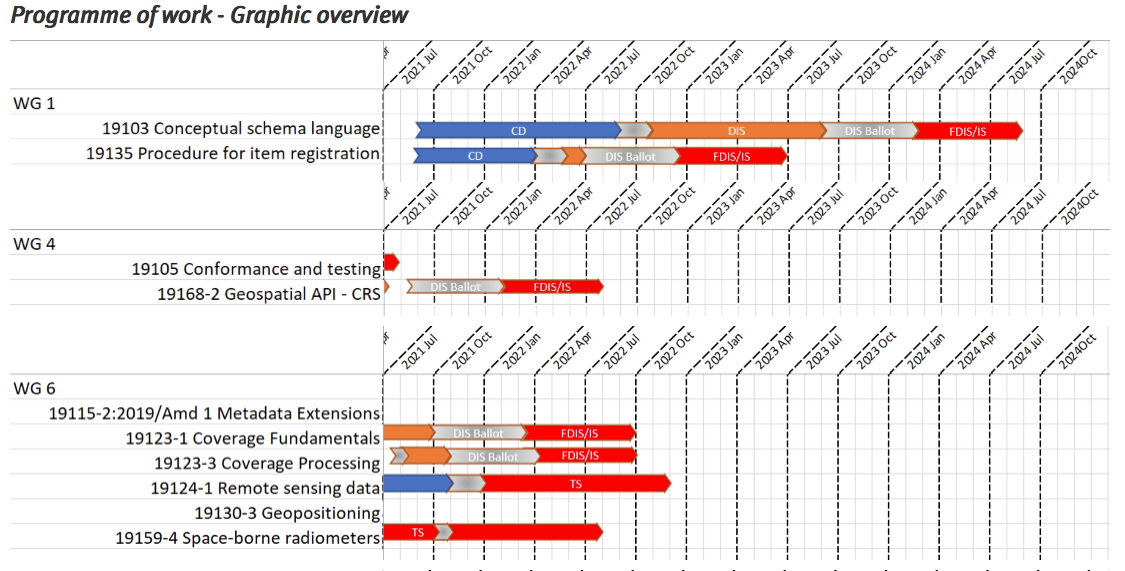 Programme of work - Graphic overview
2021 Jul 2021 Oct 2022 Jan 2022 Apr 2022 Jul 2022 Oct 2023 Jan 2023 Apr 2023 Jul 2023 Oct 2024 Jan 2024 Apr 2024 Jul 2024Oct
WG 1
19103 Conceptual schema language CD DIS DIS Ballot FDIS/IS
19135 Procedure for item registration CD DIS Ballot FDIS/IS
2021 Jul 2021 Oct 2022 Jan 2022 Apr 2022 Jul 2022 Oct 2023 Jan 2023 Apr 2023 Jul 2023 Oct 2024 Jan 2024 Apr 2024 Jul 2024Oct
WG 4
19105 Conformance and testing
19168-2 Geospatial API - CRS DIS Ballot FDIS/IS
2021 Jul 2021 Oct 2022 Jan 2022 Apr 2022 Jul 2022 Oct 2023 Jan 2023 Apr 2023 Jul 2023 Oct 2024 Jan 2024 Apr 2024 Jul 2024Oct
WG 6
19115-2:2019/Amd 1 Metadata Extensions
19123-1 Coverage Fundamentals DIS Ballot FDIS/IS
19123-3 Coverage Processing DIS Ballot FDIS/IS
19124-1 Remote sensing data TS
19130-3 Geopositioning
19159-4 Space-borne radiometers TS